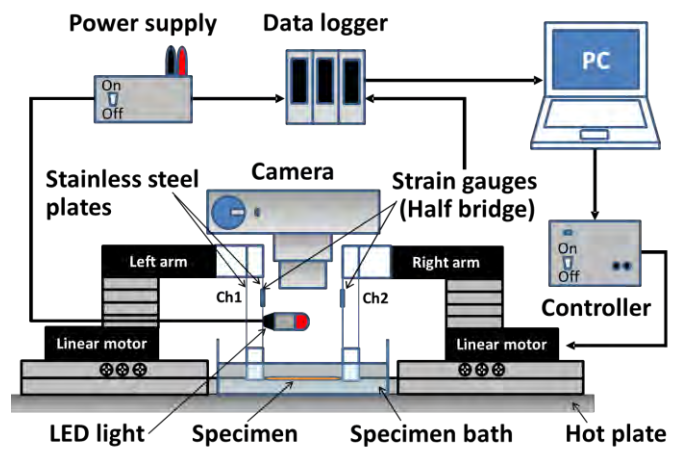 Power supply
Data logger
PC
On
Off
Stainless steel
plates
Camera
Strain gauges
(Half bridge)
On
Off
Left arm
Right arm
Ch1
Ch2
Controller
Linear motor
Linear motor
LED light
Specimen
Specimen bath
Hot plate